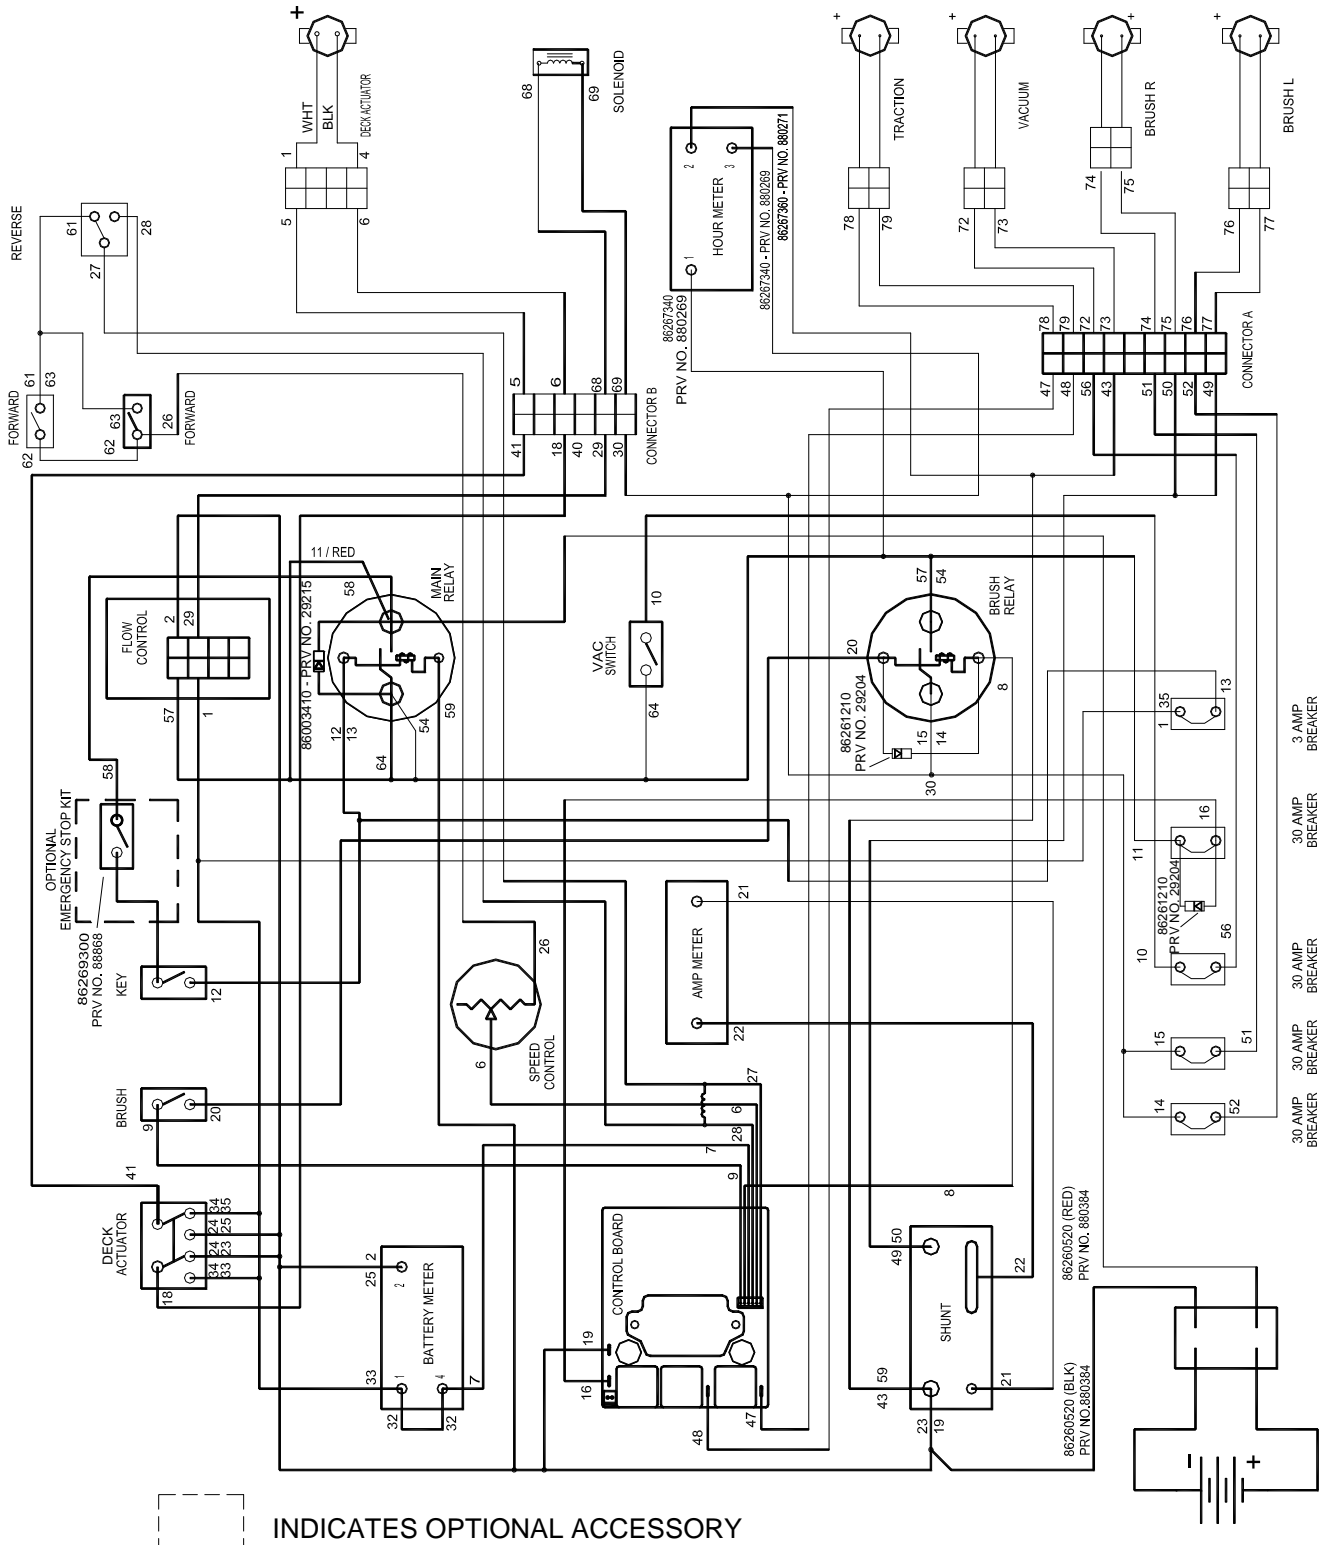 +
WHT
BLK
DECK ACTUATOR
1
4
5
6
REVERSE
61
28
27
FORWARD
61
63
62
63
62
26
FORWARD
68
69
SOLENOID
HOUR METER
1
2
3
86267340
PRV NO. 880269
86267340 - PRV NO. 880269
86267360 - PRV NO. 880271
+
TRACTION
78
79
+
VACUUM
72
73
+
BRUSH R
74
75
+
BRUSH L
76
77
78
79
72
73
74
75
76
77
CONNECTOR A
47
48
56
43
51
50
52
49
5
6
68
69
CONNECTOR B
41
18
40
29
30
FLOW
CONTROL
2
29
57
1
11 / RED
58
MAIN
RELAY
86003410 - PRV NO. 29215
12
13
64
54
59
VAC
SWITCH
10
64
57
54
BRUSH
RELAY
20
8
86261210
PRV NO. 29204
15
14
30
OPTIONAL
EMERGENCY STOP KIT
58
86269300
PRV NO. 88868
KEY
12
BRUSH
9
20
SPEED
CONTROL
6
26
AMP METER
21
22
1
35
13
3 AMP
BREAKER
11
16
30 AMP
BREAKER
86261210
PRV NO. 29204
10
56
30 AMP
BREAKER
15
51
30 AMP
BREAKER
14
52
30 AMP
BREAKER
DECK
ACTUATOR
41
18
34
35
24
25
24
23
34
33
BATTERY METER
25
2
2
33
1
4
7
32
32
CONTROL BOARD
19
16
48
47
9
7
28
6
27
8
SHUNT
49
50
22
43
59
23
19
21
86260520 (RED)
PRV NO. 880384
86260520 (BLK)
PRV NO.880384
-
+
INDICATES OPTIONAL ACCESSORY